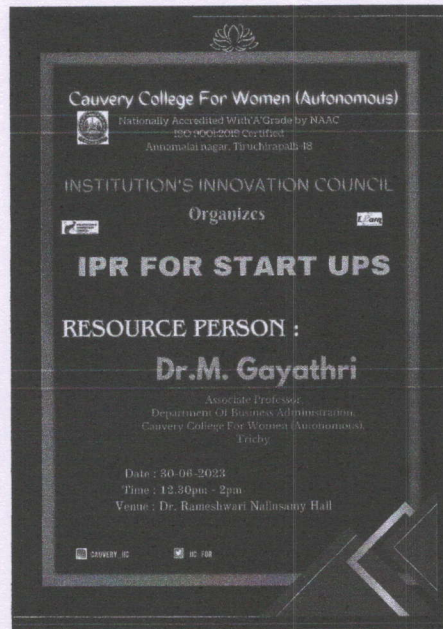 Cauvery College For Women (Autonomous)
Nationally Accredited With'A'Grade by NAAC
ISO 9001:2015 Certified
Annamalai nagar, Tiruchirapalli-18
INSTITUTION'S INNOVATION COUNCIL
Organizes
IPR FOR START UPS
RESOURCE PERSON :
Dr.M. Gayathri
Associate Professor
Department Of Business Administration,
Cauvery College For Women (Autonomous),
Trichy
Date : 30-06-2023
Time : 12.30pm - 2pm
Venue : Dr. Rameshwari Nallusamy Hall
CAUVERY_IIC